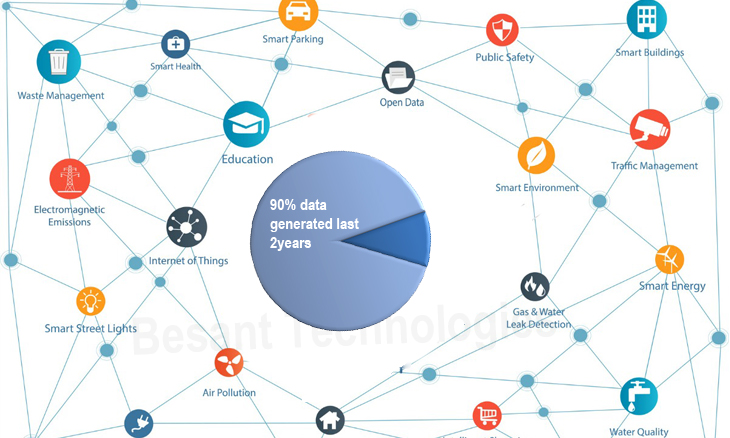 Smart Parking
Smart Health
Public Safety
Smart Buildings
Waste Management
Open Data
Education
Smart Environment
Traffic Management
90% data
generated last
2years
Electromagnetic
Emissions
Internet of Things
Smart Energy
Gas & Water
Leak Detection
Smart Street Lights
Besant Technologie
Air Pollution
Water Quality